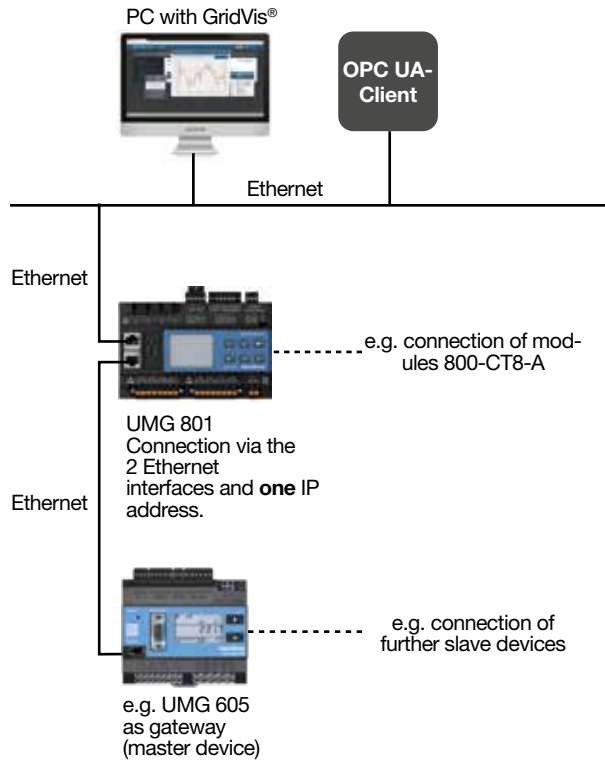 PC with GridVis®
OPC UA-
Client
Ethernet
Ethernet
e.g. connection of mod-
ules 800-CT8-A
UMG 801
Connection via the
2 Ethernet
interfaces and one IP
address.
Ethernet
e.g. connection of
further slave devices
e.g. UMG 605
as gateway
(master device)